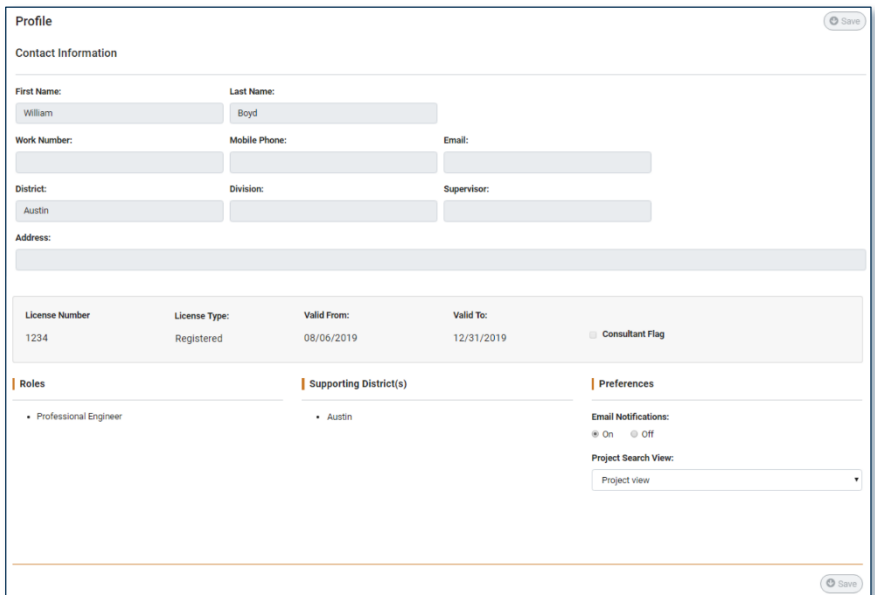 Profile Save
Contact Information
First Name: Last Name:
William Boyd
Work Number: Mobile Phone: Email:
District: Division: Supervisor:
Austin
Address:
License Number License Type: Valid From: Valid To:
1234 Registered 08/06/2019 12/31/2019 Consultant Flag
Roles Supporting District(s) Preferences
• Professional Engineer • Austin Email Notifications:
On Off
Project Search View:
Project view
Save